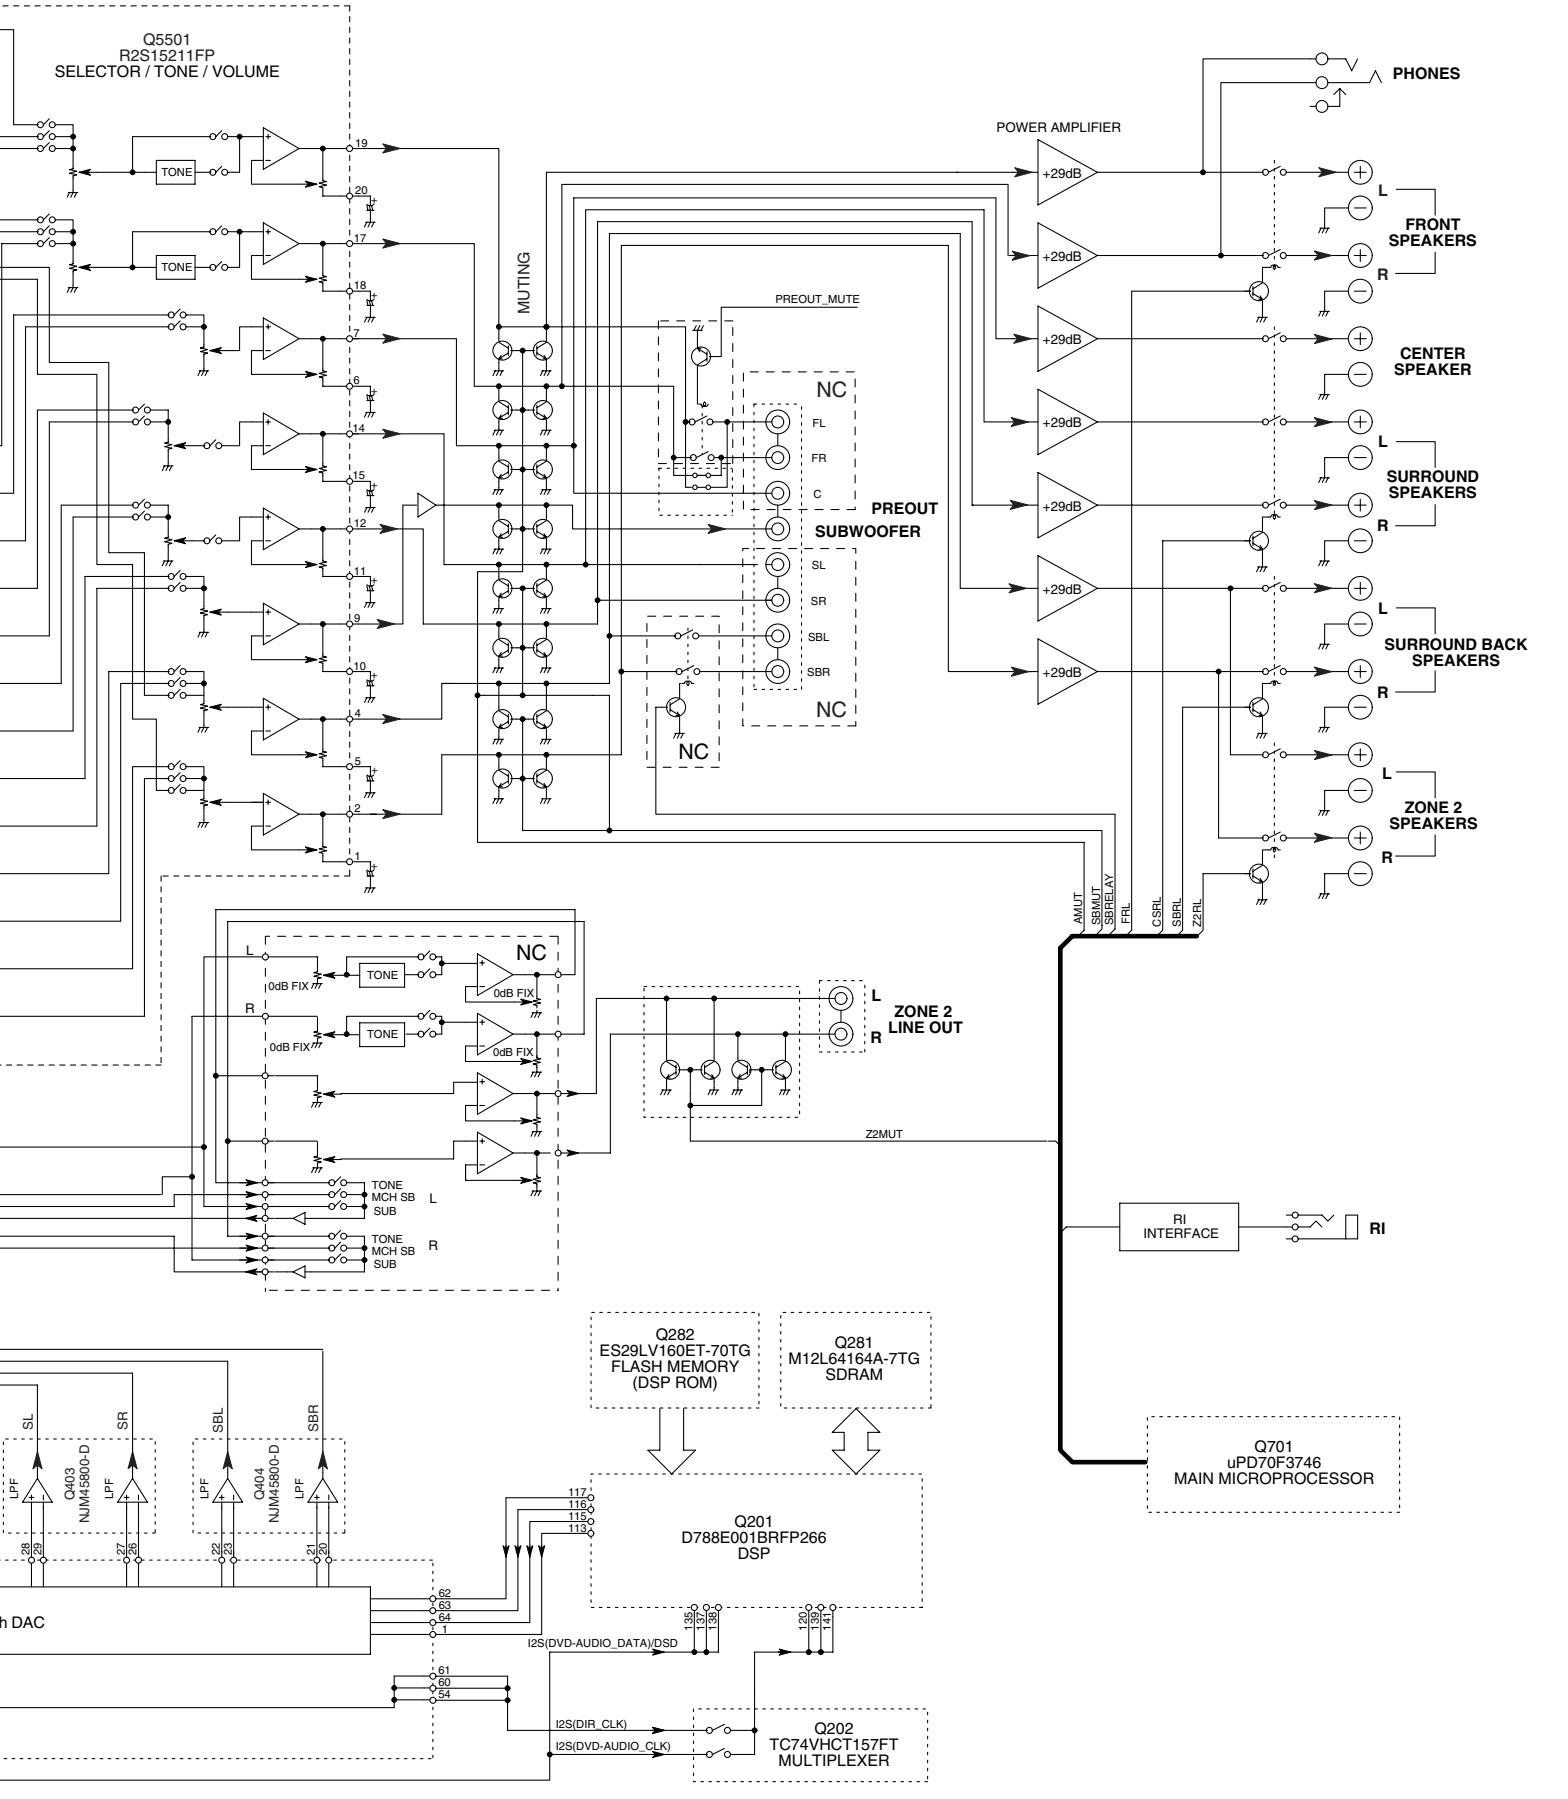 Q5501
R2S15211FP
SELECTOR / TONE / VOLUME
PHONES
POWER AMPLIFIER
+
−
TONE
19
20
+29dB
+
−
L
FRONT
SPEAKERS
+
−
TONE
17
18
+29dB
+
−
R
MUTING
PREOUT_MUTE
+
−
7
6
+29dB
+
−
CENTER
SPEAKER
+
−
14
15
NC
FL
FR
C
PREOUT
SUBWOOFER
+29dB
+
−
L
SURROUND
SPEAKERS
+
−
12
11
+29dB
+
−
R
SL
SR
SBL
SBR
NC
NC
+
−
9
10
+29dB
+
−
L
SURROUND BACK
SPEAKERS
+
−
4
5
+29dB
+
−
R
+
−
2
1
+
−
L
ZONE 2
SPEAKERS
+
−
R
AMUT
SBMUT
SBRELAY
FRL
CSRL
SBRL
Z2RL
NC
L
0dB FIX
TONE
+
−
0dB FIX
R
0dB FIX
TONE
+
−
0dB FIX
+
−
+
−
L
R
ZONE 2
LINE OUT
Z2MUT
TONE
MCH SB
SUB
L
TONE
MCH SB
SUB
R
RI
INTERFACE
RI
Q282
ES29LV160ET-70TG
FLASH MEMORY
(DSP ROM)
Q281
M12L64164A-7TG
SDRAM
Q701
uPD70F3746
MAIN MICROPROCESSOR
SL
SR
SBL
SBR
LPF
+
−
Q403
NJM45800-D
LPF
+
−
LPF
+
−
Q404
NJM45800-D
LPF
+
−
28
29
27
26
22
23
21
20
117
116
115
113
Q201
D788E001BRFP266
DSP
h DAC
62
63
64
1
135
137
138
120
139
141
I2S(DVD-AUDIO_DATA)/DSD
61
60
54
I2S(DIR_CLK)
I2S(DVD-AUDIO_CLK)
Q202
TC74VHCT157FT
MULTIPLEXER